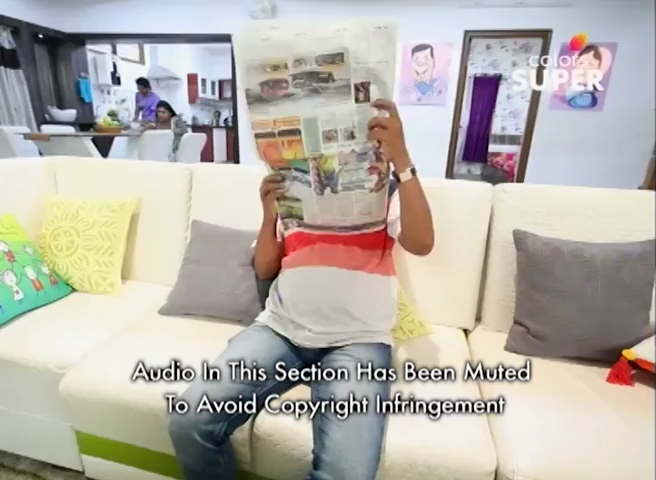 colors
SUPER
Audio In This Section Has Been Muted
To Avoid Copyright Infringement